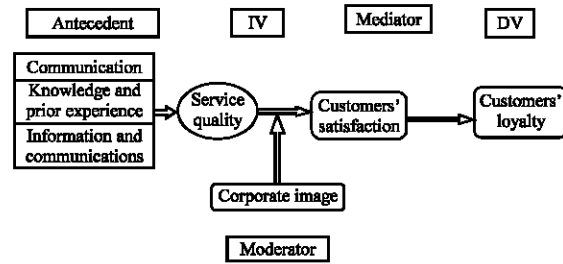 Antecedent
IV
Mediator
DV
Communication
Knowledge and
prior experience
Information and
communications
Service
quality
Customers'
satisfaction
Customers'
loyalty
Corporate image
Moderator